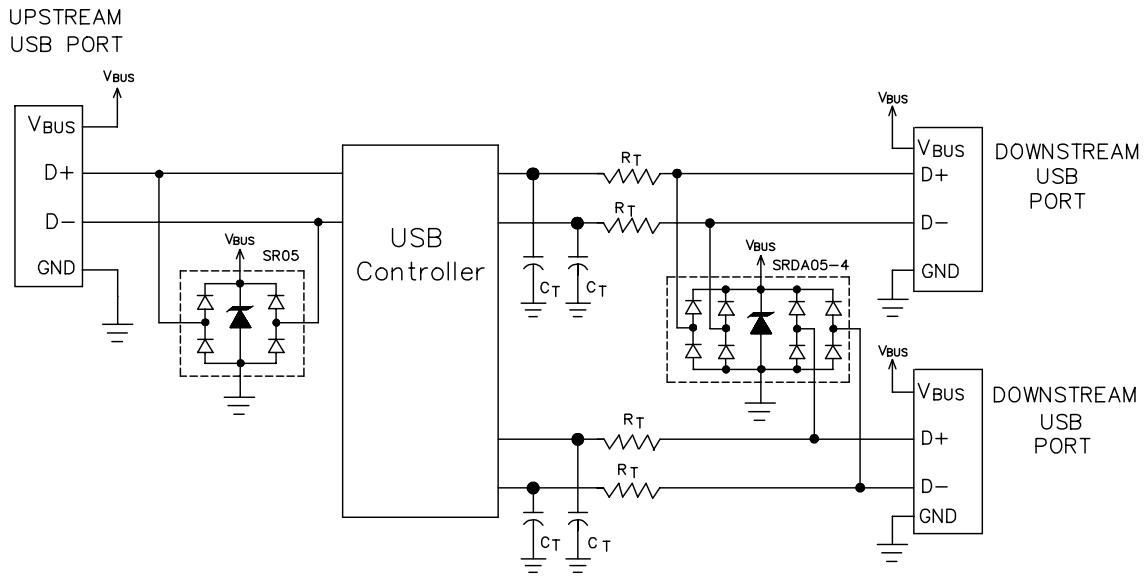 UPSTREAM
USB PORT
VBUS
VBUS
D+
D-
GND
VBUS
SR05
USB
Controller
RT
RT
CT
CT
VBUS
SRDA05-4
VBUS
VBUS
D+
D-
GND
DOWNSTREAM
USB
PORT
RT
RT
CT
CT
VBUS
VBUS
D+
D-
GND
DOWNSTREAM
USB
PORT